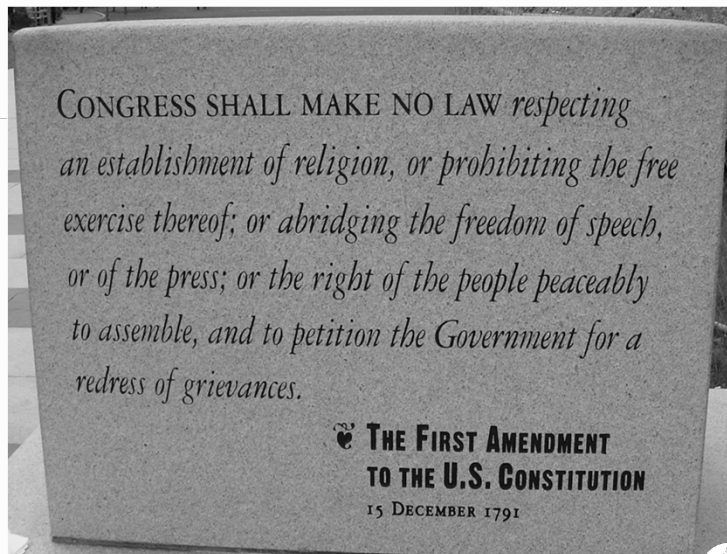 CONGRESS SHALL MAKE NO LAW respecting
an establishment of religion, or prohibiting the free
exercise thereof; or abridging the freedom of speech,
or of the press; or the right of the people peaceably
to assemble, and to petition the Government for a
redress of grievances.
THE FIRST AMENDMENT
TO THE U.S. CONSTITUTION
15 DECEMBER 1791